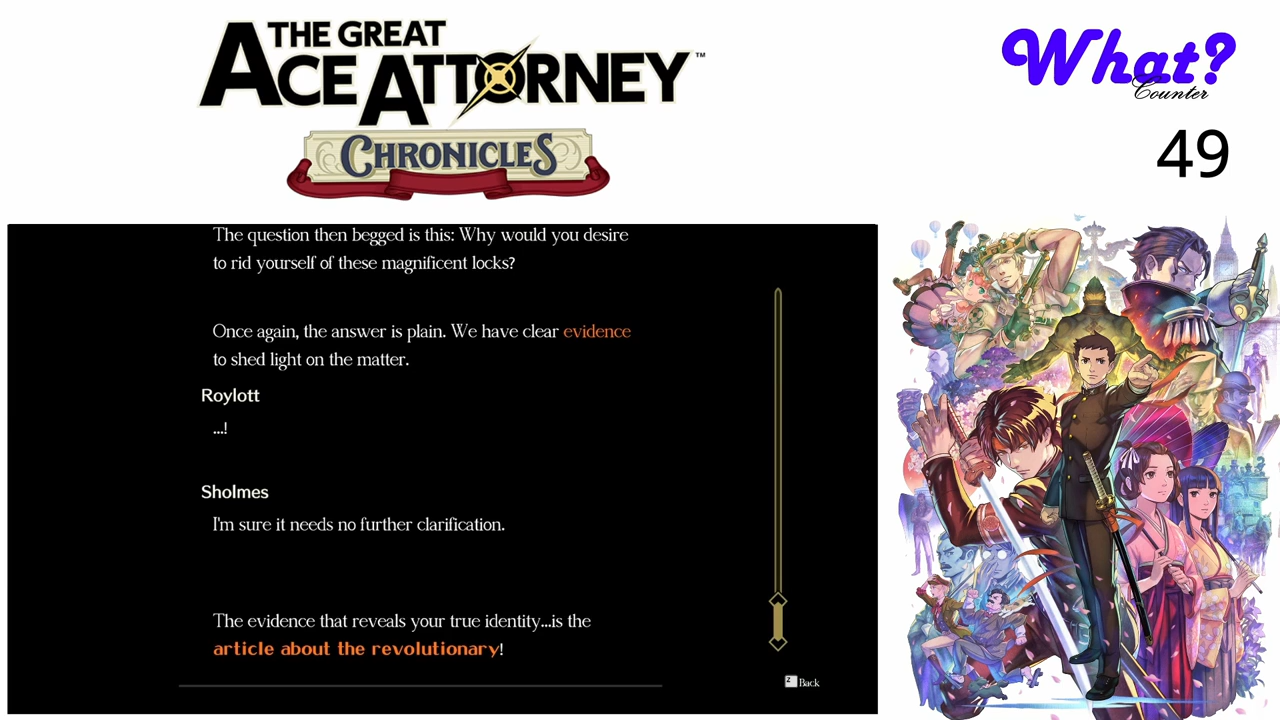 THE GREAT
ACE ATTORNEY™
CHRONICLES
What?
Counter
49
The question then begged is this: Why would you desire
to rid yourself of these magnificent locks?
Once again, the answer is plain. We have clear evidence
to shed light on the matter.
Roylott
...!
Sholmes
I'm sure it needs no further clarification.
The evidence that reveals your true identity...is the
article about the revolutionary!
Z Back